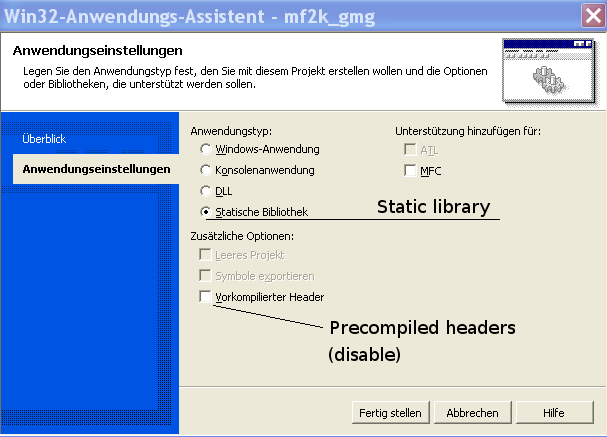 Win32-Anwendungs-Assistent - mf2k_gmg
Anwendungseinstellungen
Legen Sie den Anwendungstyp fest, den Sie mit diesem Projekt erstellen wollen und die Optionen
oder Bibliotheken, die unterstützt werden sollen.
Überblick
Anwendungseinstellungen
Anwendungstyp:
Windows-Anwendung
Konsolenanwendung
DLL
Statische Bibliothek
Static library
Unterstützung hinzufügen für:
ATL
MFC
Zusätzliche Optionen:
Leeres Projekt
Symbole exportieren
Vorkompilierter Header
Precompiled headers
(disable)
Fertig stellen
Abbrechen
Hilfe